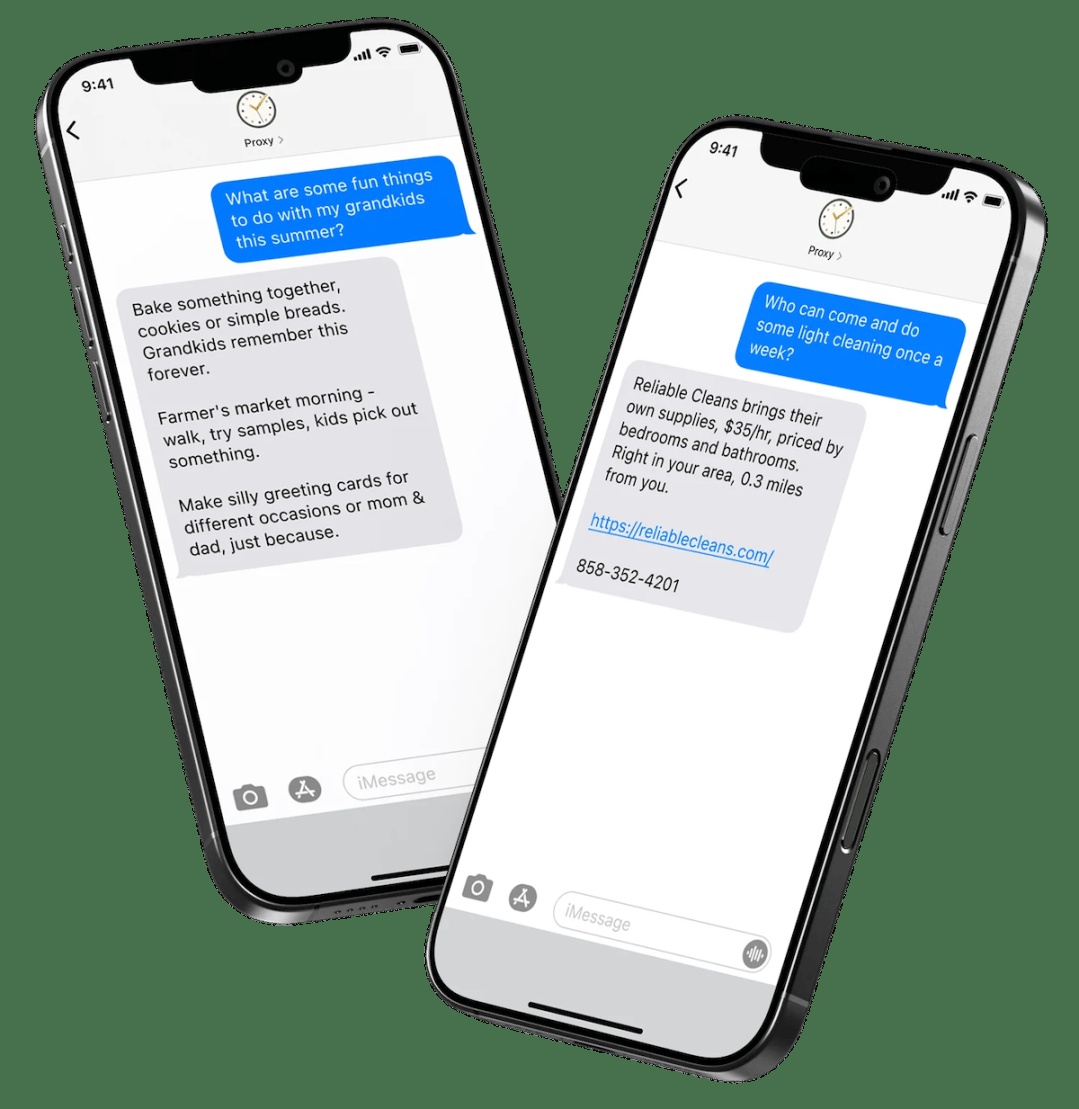 9:41
Proxy >
What are some fun things
to do with my grandkids
this summer?
Bake something together,
cookies or simple breads.
Grandkids remember this
forever.
Farmer's market morning -
walk, try samples, kids pick out
something.
Make silly greeting cards for
different occasions or mom &
dad, just because.
iMessage
9:41
Proxy >
Who can come and do
some light cleaning once a
week?
Reliable Cleans brings their
own supplies, $35/hr, priced by
bedrooms and bathrooms.
Right in your area, 0.3 miles
from you.
https://reliablecleans.com/
858-352-4201
iMessage